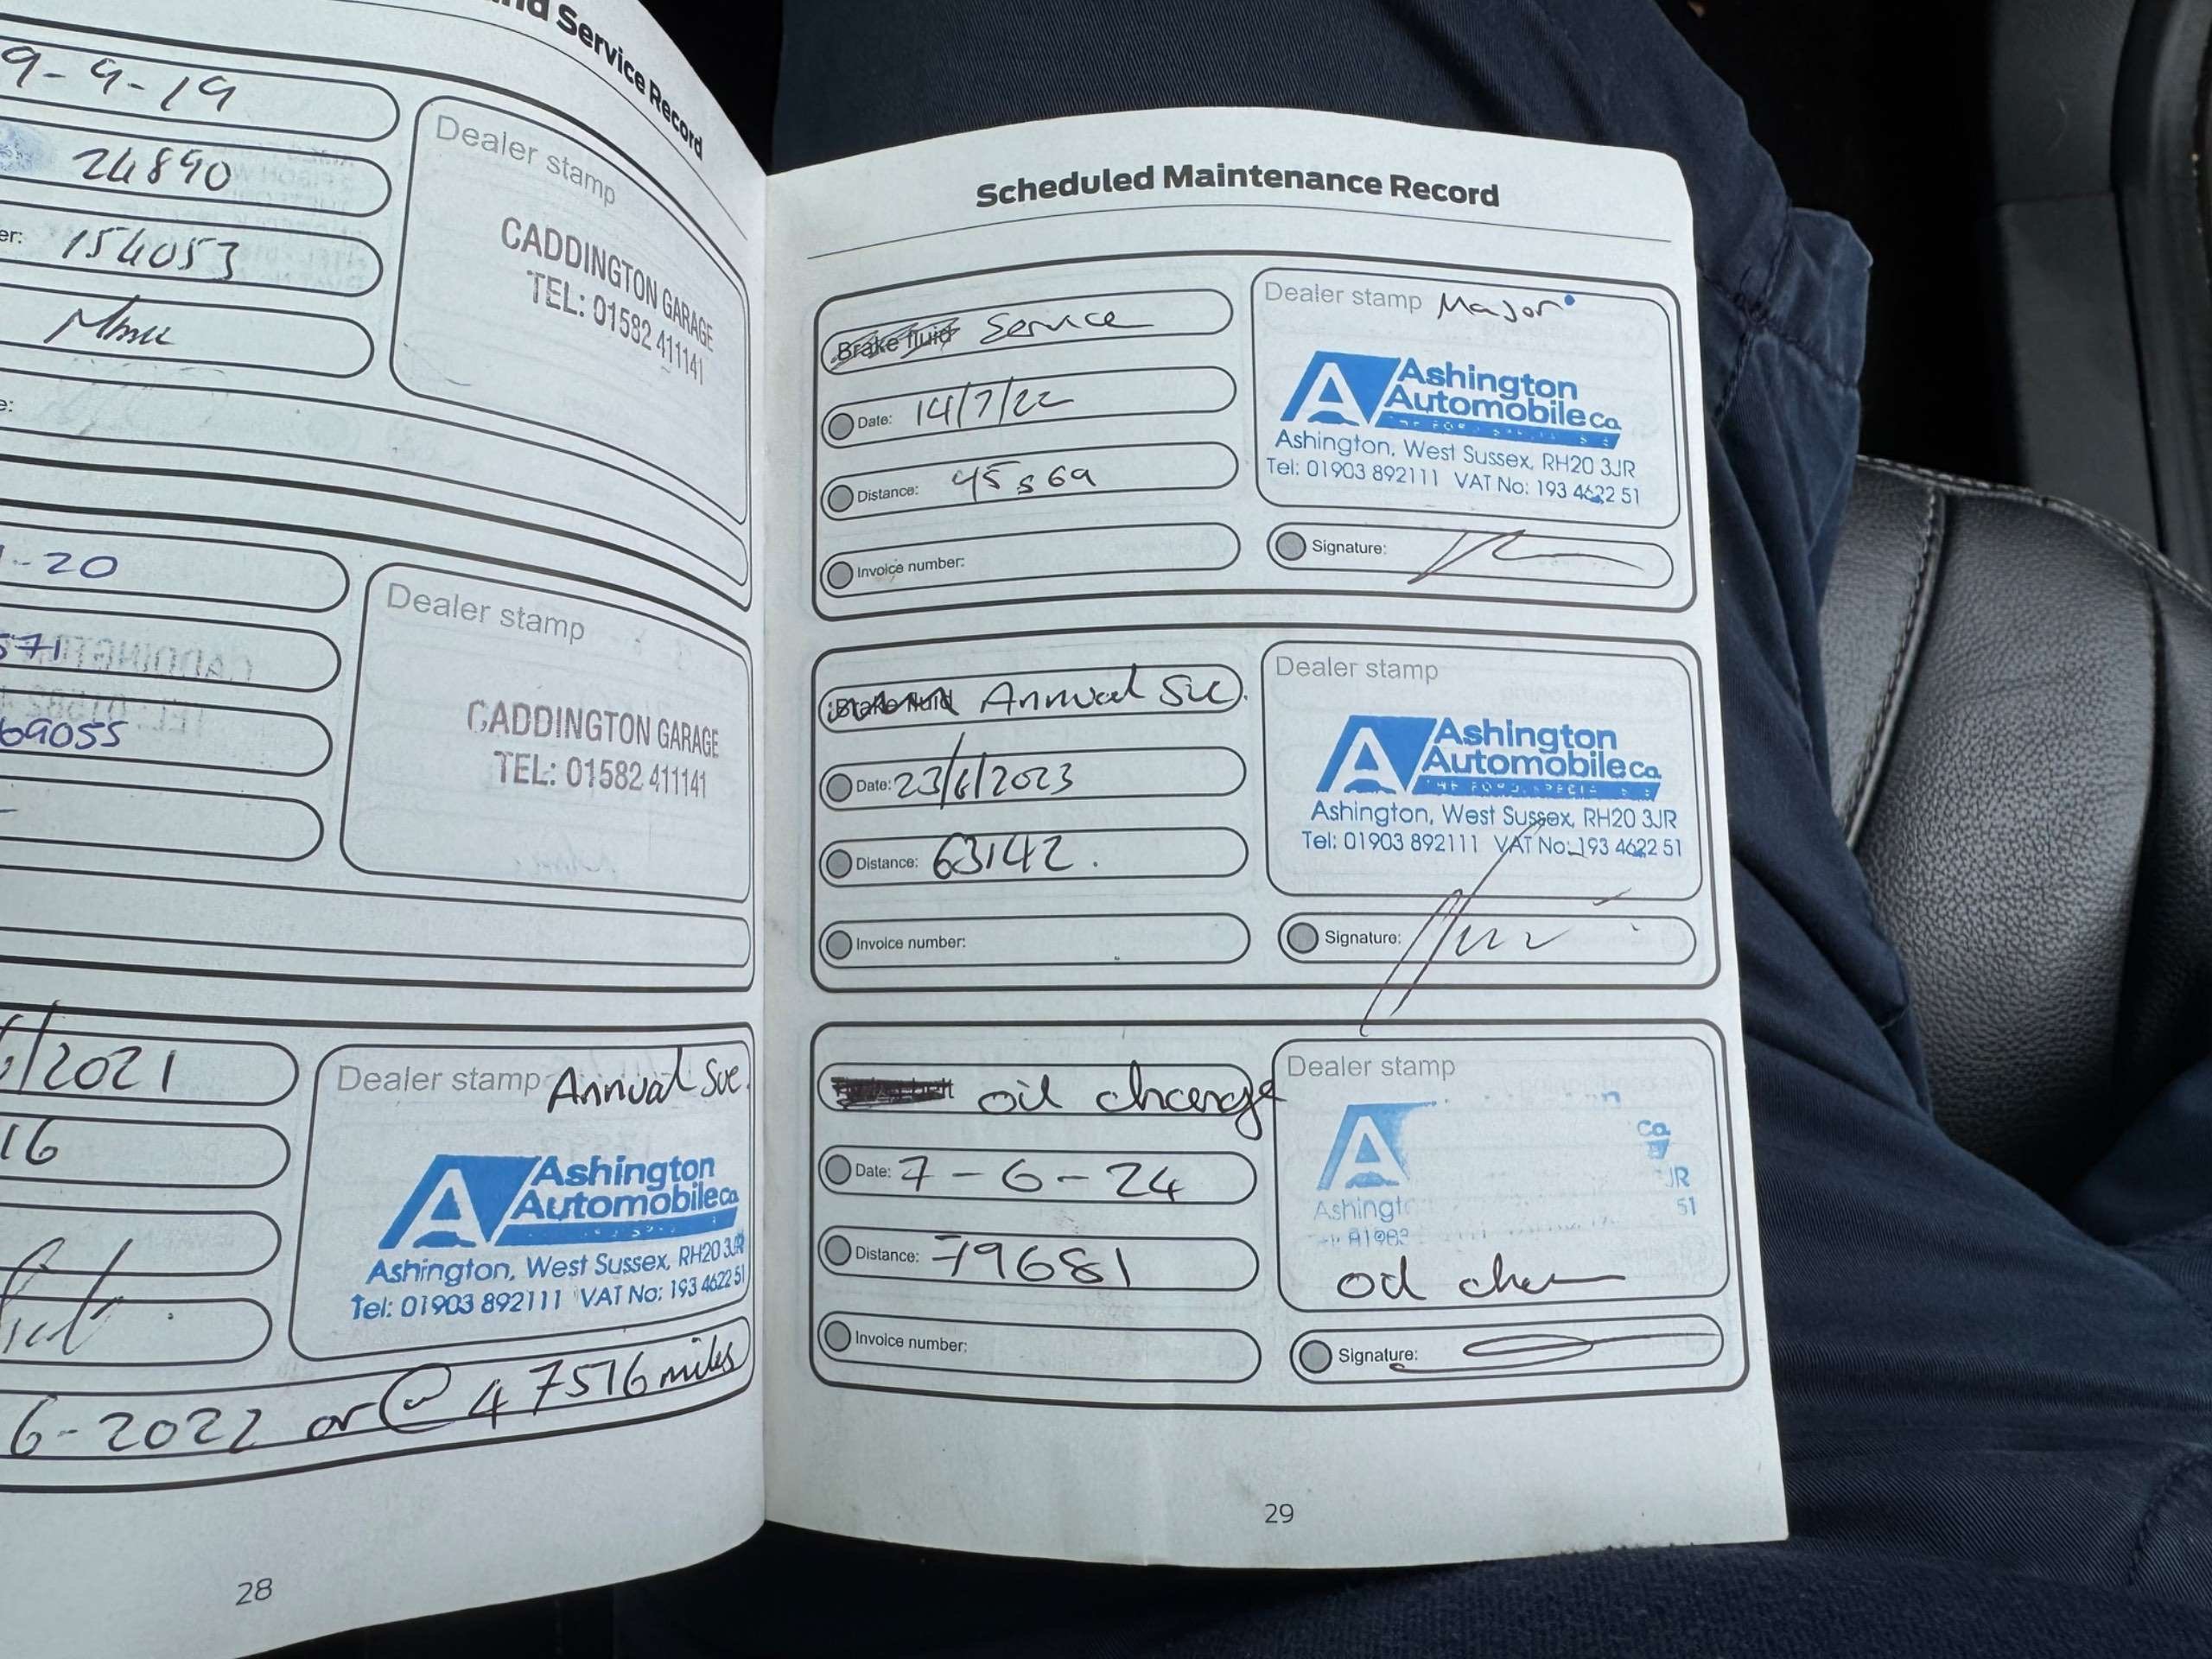 nd Service Record
9-9-19
24890
er: 154053
e:
Dealer stamp
CADDINGTON GARAGE
TEL: 01582 411141
-20
571
69055
Dealer stamp
CADDINGTON GARAGE
TEL: 01582 411141
/2021
16
Dealer stamp Annual Sve.
A Ashington
Automobile Co.
Ashington, West Sussex, RH20 3JR
Tel: 01903 892111 VAT No: 193 4622 51
6-2022 or @ 47516 miles
28
Scheduled Maintenance Record
Brake fluid Service
Date: 14/7/22
Distance:
Invoice number:
Dealer stamp Major
A Ashington
Automobile Co.
Ashington, West Sussex, RH20 3JR
Tel: 01903 892111 VAT No: 193 4622 51
Signature:
Brake fluid Annual Sve.
Date: 23/6/2023
Distance: 63142.
Invoice number:
Dealer stamp
A Ashington
Automobile Co.
Ashington, West Sussex, RH20 3JR
Tel: 01903 892111 VAT No: 193 4622 51
Signature:
oil change
Date: 7-6-24
Distance: 79681
Invoice number:
Dealer stamp
A
Co.
JR
51
oil
Signature:
29